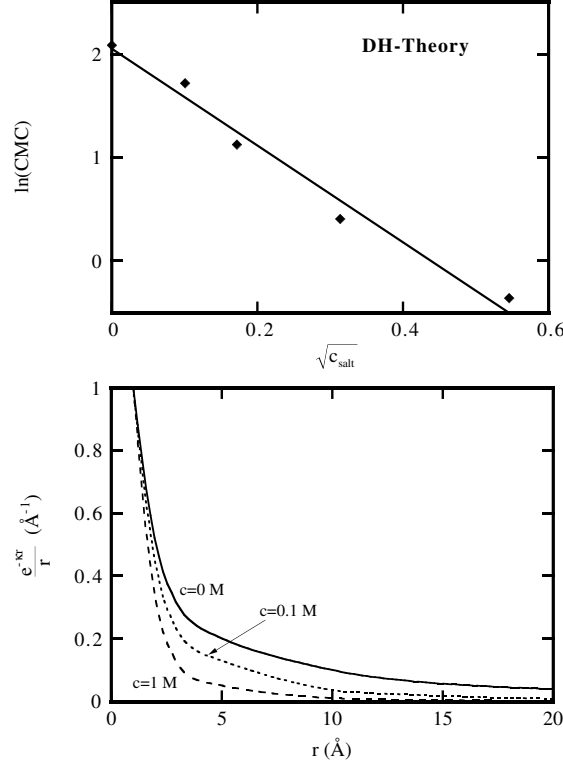 DH-Theory
ln(CMC)
2
1
0
0
0.2
0.4
0.6
√c_salt
1
0.8
0.6
0.4
0.2
0
e^-κr / r (Å^-1)
c=0 M
c=0.1 M
c=1 M
0
5
10
15
20
r (Å)